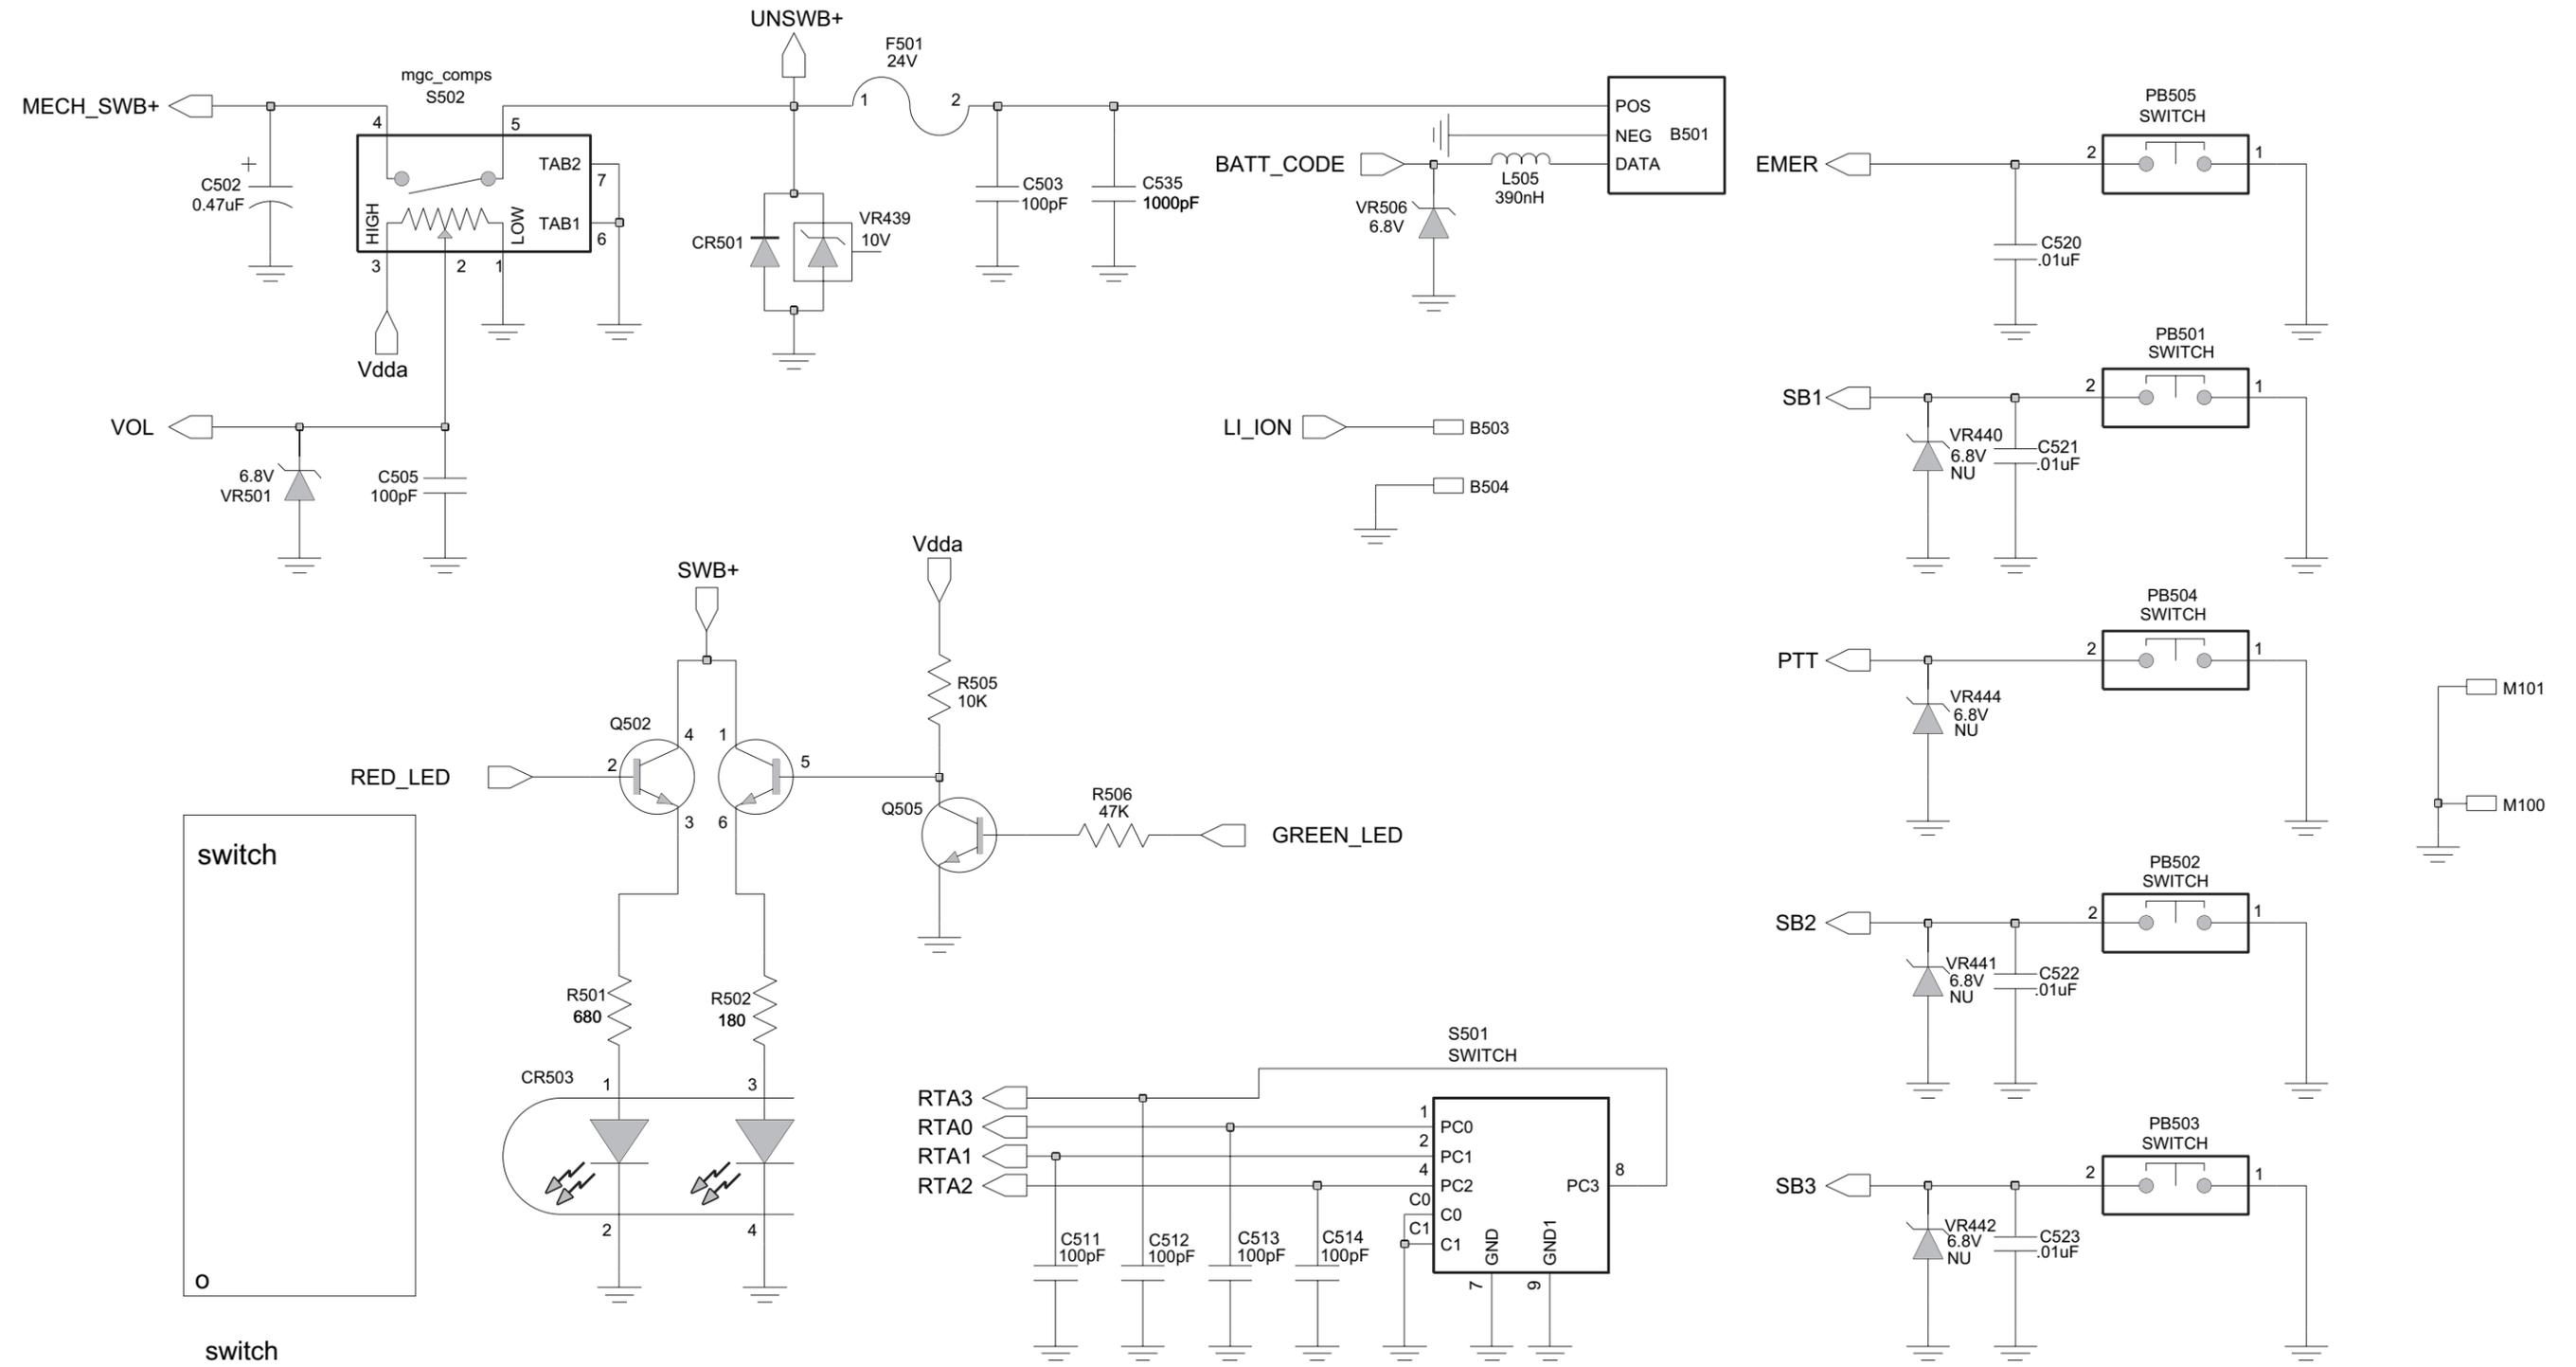 UNSWB+
F501
24V
mgc_comps
S502
MECH_SWB+
4
5
1
2
C502
0.47uF
+
HIGH
LOW
TAB2
7
TAB1
6
3
2
1
Vdda
CR501
VR439
10V
C503
100pF
C535
1000pF
POS
NEG
DATA
B501
BATT_CODE
L505
390nH
VR506
6.8V
VOL
6.8V
VR501
C505
100pF
LI_ION
B503
B504
EMER
PB505
SWITCH
2
1
C520
.01uF
SB1
PB501
SWITCH
2
1
VR440
6.8V
NU
C521
.01uF
PTT
PB504
SWITCH
2
1
VR444
6.8V
NU
M101
M100
SB2
PB502
SWITCH
2
1
VR441
6.8V
NU
C522
.01uF
SB3
PB503
SWITCH
2
1
VR442
6.8V
NU
C523
.01uF
SWB+
Vdda
R505
10K
Q502
4
1
RED_LED
2
5
3
6
Q505
R506
47K
GREEN_LED
R501
680
R502
180
CR503
1
3
2
4
switch
O
switch
S501
SWITCH
RTA3
RTA0
RTA1
RTA2
1
PC0
2
PC1
4
PC2
C0
C0
C1
C1
PC3
8
GND
GND1
7
9
C511
100pF
C512
100pF
C513
100pF
C514
100pF